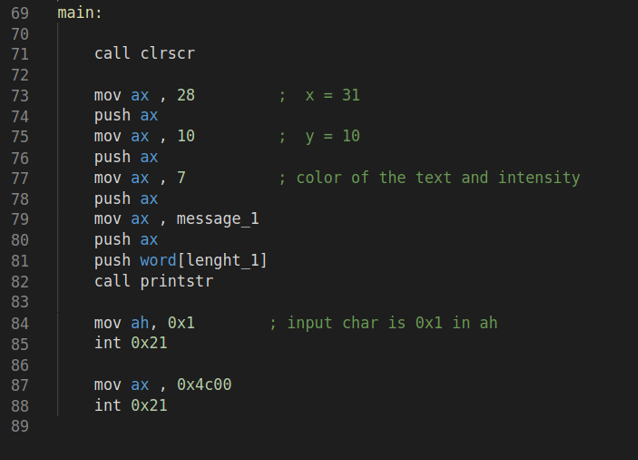 69 main:
70
71 call clrscr
72
73 mov ax , 28 ; x = 31
74 push ax
75 mov ax , 10 ; y = 10
76 push ax
77 mov ax , 7 ; color of the text and intensity
78 push ax
79 mov ax , message_1
80 push ax
81 push word[lenght_1]
82 call printstr
83
84 mov ah, 0x1 ; input char is 0x1 in ah
85 int 0x21
86
87 mov ax , 0x4c00
88 int 0x21
89